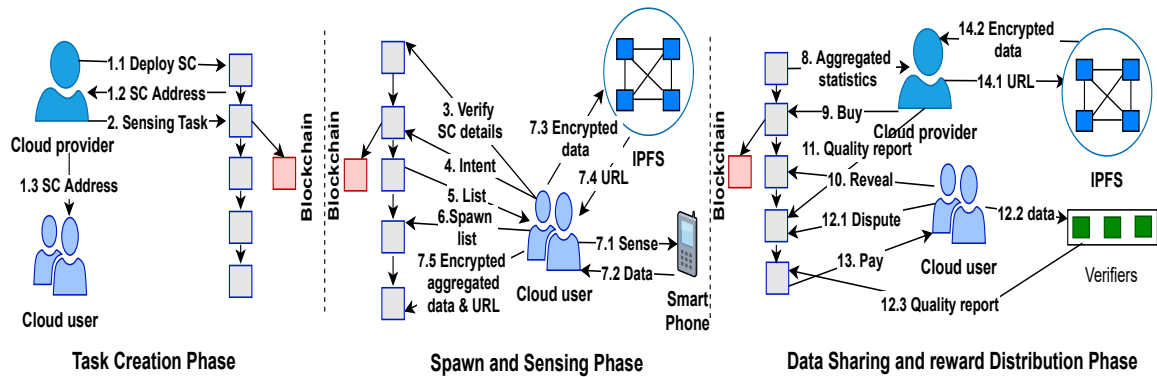 1.1 Deploy SC
1.2 SC Address
2. Sensing Task
Cloud provider
1.3 SC Address
Cloud user
Blockchain
Task Creation Phase
Blockchain
3. Verify
SC details
7.3 Encrypted
data
4. Intent
IPFS
7.4 URL
5. List
6.Spawn
list
7.1 Sense
7.5 Encrypted
aggregated
data & URL
7.2 Data
Cloud user
Smart
Phone
Spawn and Sensing Phase
Blockchain
14.2 Encrypted
data
8. Aggregated
statistics
14.1 URL
9. Buy
Cloud provider
11. Quality report
IPFS
10. Reveal
12.1 Dispute
12.2 data
13. Pay
Cloud user
Verifiers
12.3 Quality report
Data Sharing and reward Distribution Phase